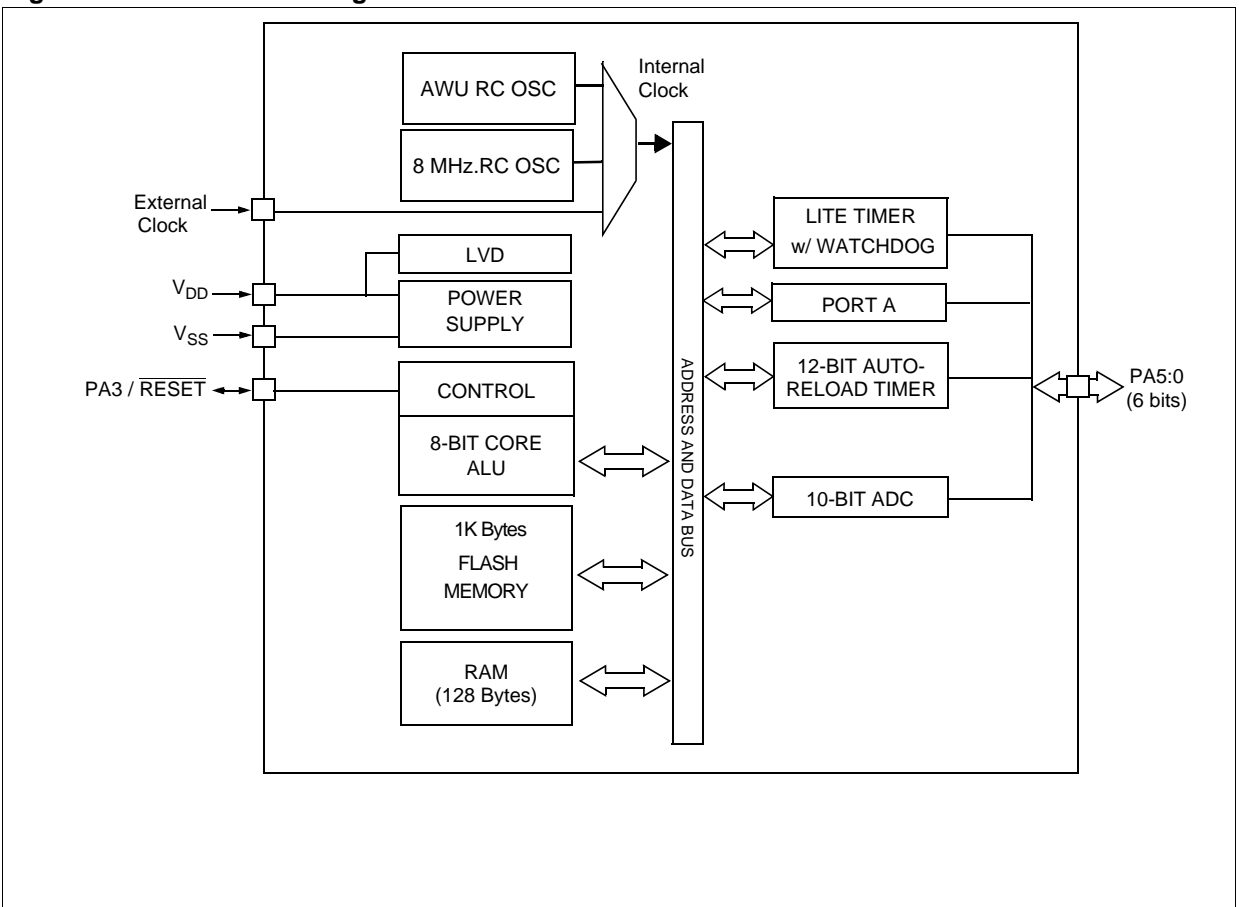 AWU RC OSC
8 MHz.RC OSC
Internal
Clock
External
Clock
LVD
V_DD
POWER
SUPPLY
V_SS
PA3 / RESET
CONTROL
8-BIT CORE
ALU
1K Bytes
FLASH
MEMORY
RAM
(128 Bytes)
ADDRESS AND DATA BUS
LITE TIMER
w/ WATCHDOG
PORT A
12-BIT AUTO-
RELOAD TIMER
10-BIT ADC
PA5:0
(6 bits)